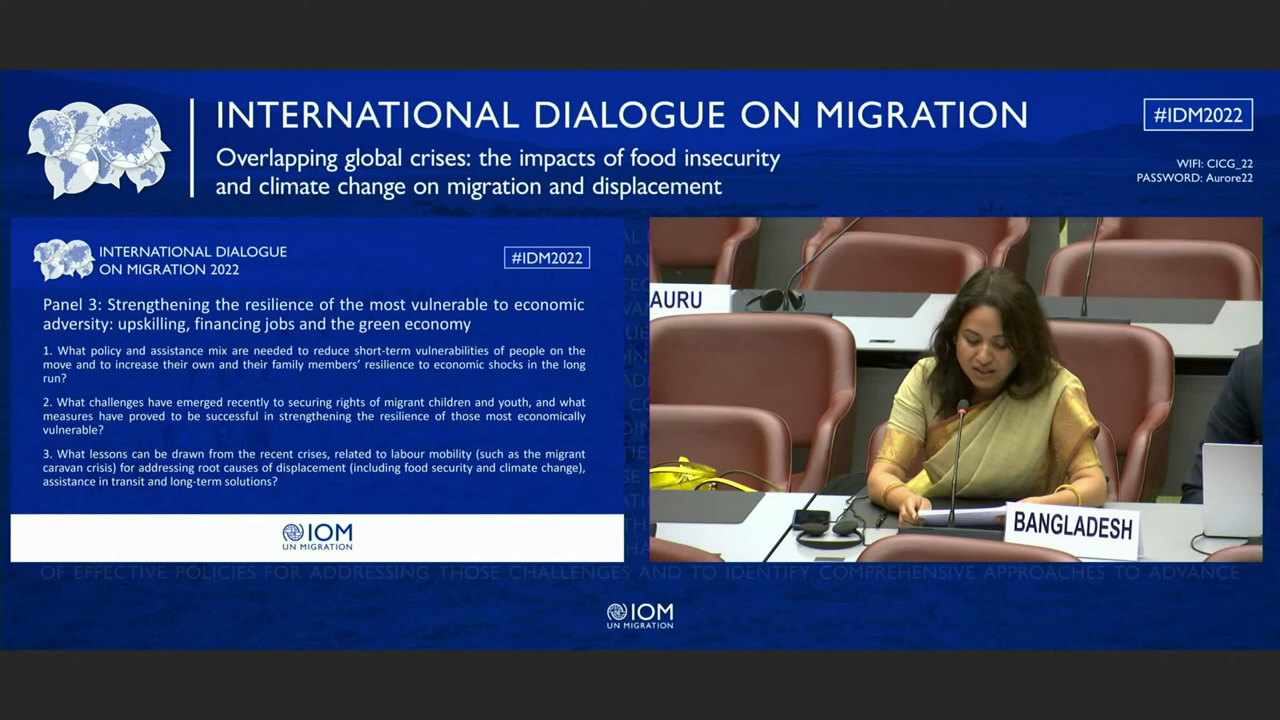 INTERNATIONAL DIALOGUE ON MIGRATION
Overlapping global crises: the impacts of food insecurity
and climate change on migration and displacement
#IDM2022
WIFI: CICG_22
PASSWORD: Aurore22
INTERNATIONAL DIALOGUE
ON MIGRATION 2022
#IDM2022
Panel 3: Strengthening the resilience of the most vulnerable to economic
adversity: upskilling, financing jobs and the green economy
1. What policy and assistance mix are needed to reduce short-term vulnerabilities of people on the
move and to increase their own and their family members’ resilience to economic shocks in the long
run?
2. What challenges have emerged recently to securing rights of migrant children and youth, and what
measures have proved to be successful in strengthening the resilience of those most economically
vulnerable?
3. What lessons can be drawn from the recent crises, related to labour mobility (such as the migrant
caravan crisis) for addressing root causes of displacement (including food security and climate change),
assistance in transit and long-term solutions?
IOM
UN MIGRATION
AURU
BANGLADESH
OF EFFECTIVE POLICIES FOR ADDRESSING THOSE CHALLENGES AND TO IDENTIFY COMPREHENSIVE APPROACHES TO ADVANCE
IOM
UN MIGRATION